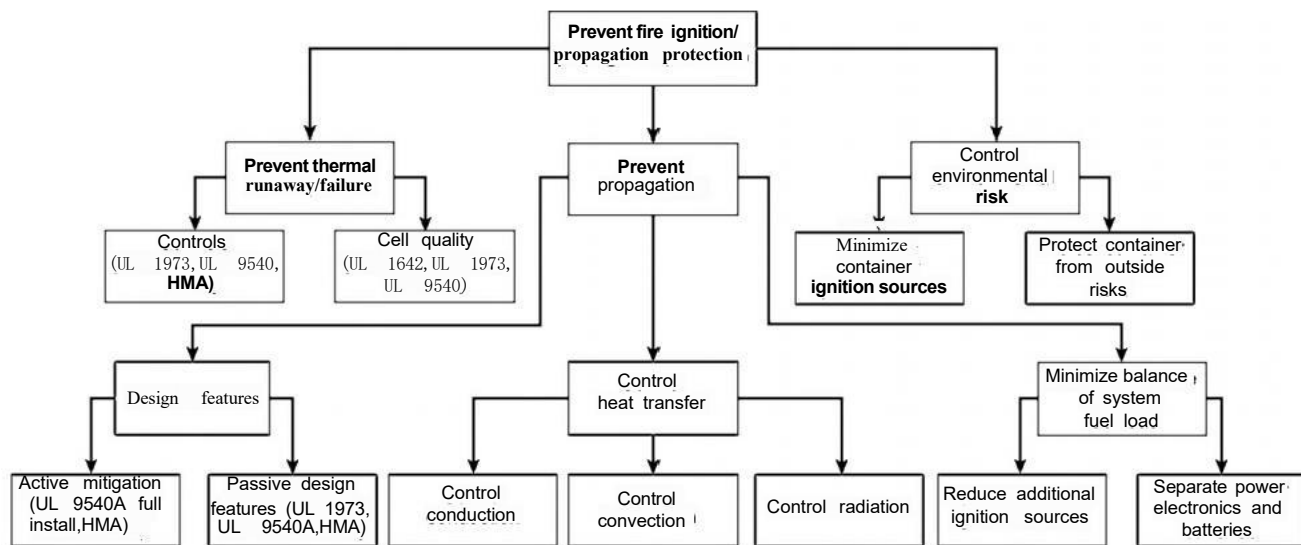 Prevent fire ignition/
propagation protection
Prevent thermal
runaway/failure
Prevent
propagation
Control
environmental
risk
Controls
(UL 1973, UL 9540,
HMA)
Cell quality
(UL 1642, UL 1973,
UL 9540)
Minimize
container
ignition sources
Protect container
from outside
risks
Design features
Control
heat transfer
Minimize balance
of system
fuel load
Active mitigation
(UL 9540A full
install,HMA)
Passive design
features (UL 1973,
UL 9540A,HMA)
Control
conduction
Control
convection
Control radiation
Reduce additional
ignition sources
Separate power
electronics and
batteries